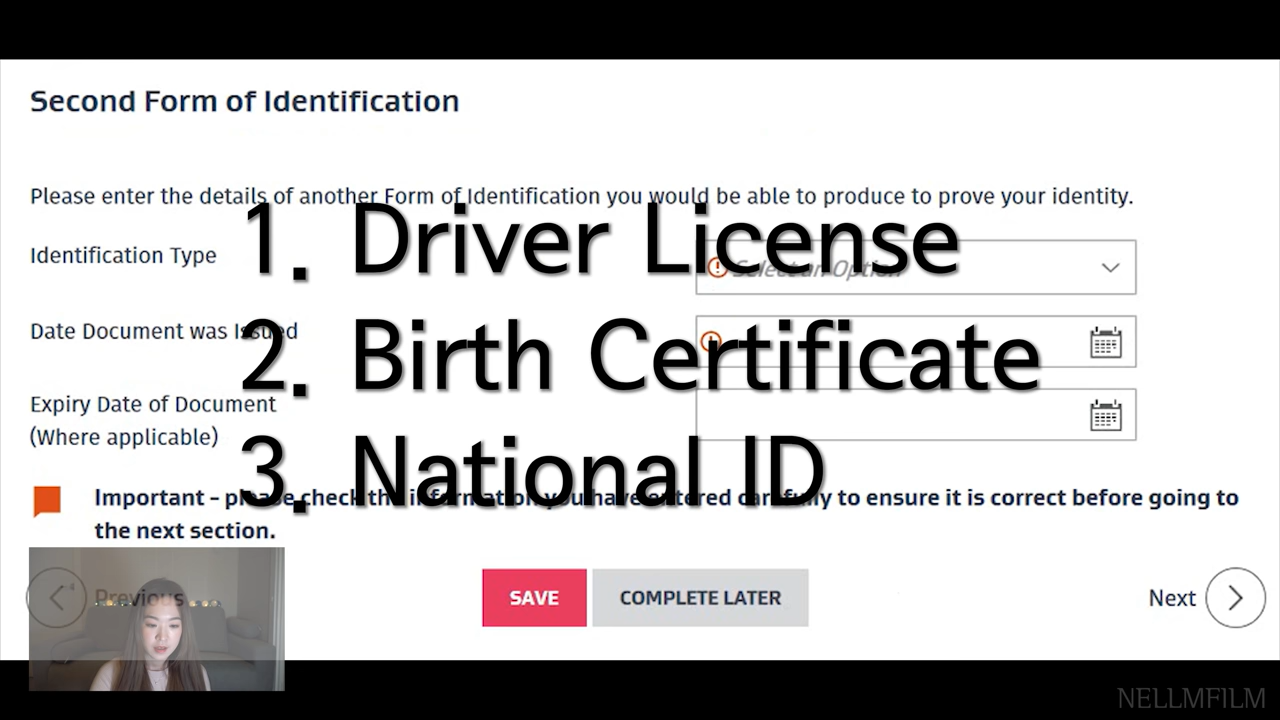 Second Form of Identification
Please enter the details of another Form of Identification you would be able to produce to prove your identity.
1. Driver License
Identification Type
Select an Option
2. Birth Certificate
Date Document was Issued
Expiry Date of Document
(Where applicable)
3. National ID
Important – please check the information you have entered carefully to ensure it is correct before going to
the next section.
Previous
SAVE
COMPLETE LATER
Next
NELLMFILM